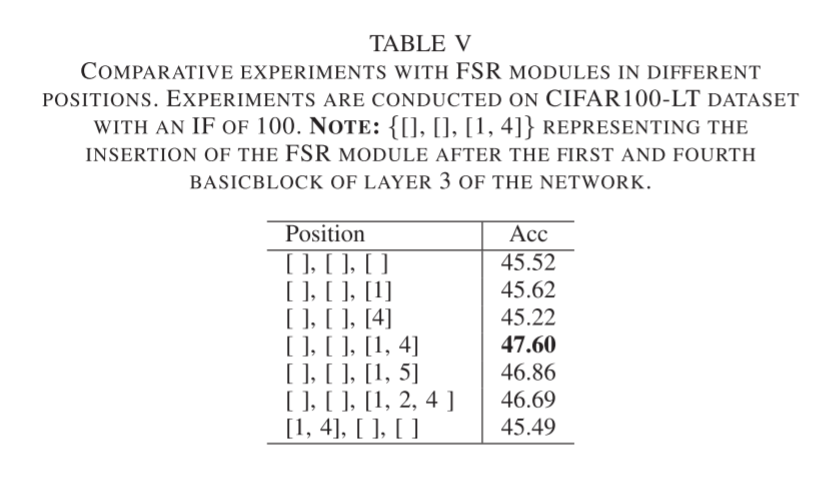 TABLE V
COMPARATIVE EXPERIMENTS WITH FSR MODULES IN DIFFERENT
POSITIONS. EXPERIMENTS ARE CONDUCTED ON CIFAR100-LT DATASET
WITH AN IF OF 100. NOTE: {[], [], [1, 4]} REPRESENTING THE
INSERTION OF THE FSR MODULE AFTER THE FIRST AND FOURTH
BASICBLOCK OF LAYER 3 OF THE NETWORK.
Position Acc
[ ], [ ], [ ] 45.52
[ ], [ ], [1] 45.62
[ ], [ ], [4] 45.22
[ ], [ ], [1, 4] 47.60
[ ], [ ], [1, 5] 46.86
[ ], [ ], [1, 2, 4 ] 46.69
[1, 4], [ ], [ ] 45.49